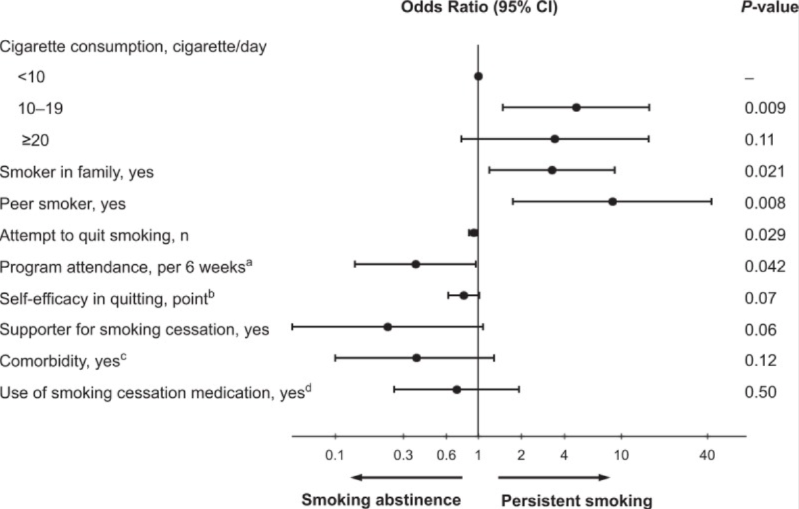 Odds Ratio (95% CI) P-value
Cigarette consumption, cigarette/day
<10 –
10–19 0.009
≥20 0.11
Smoker in family, yes 0.021
Peer smoker, yes 0.008
Attempt to quit smoking, n 0.029
Program attendance, per 6 weeksa 0.042
Self-efficacy in quitting, pointb 0.07
Supporter for smoking cessation, yes 0.06
Comorbidity, yesc 0.12
Use of smoking cessation medication, yesd 0.50
0.1 0.3 0.6 1 2 4 10 40
Smoking abstinence Persistent smoking